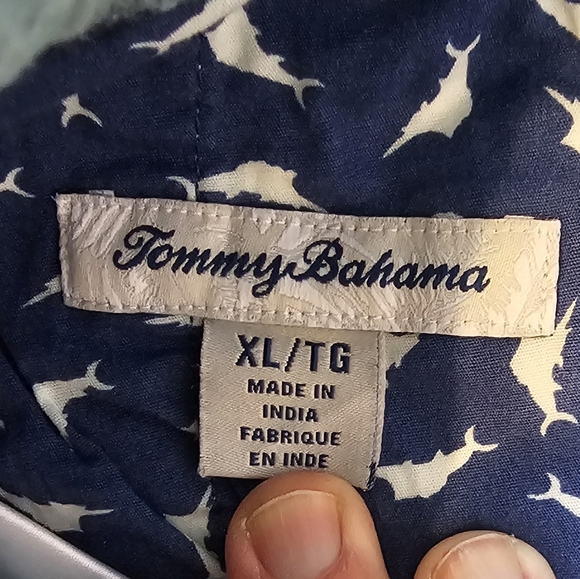 Tommy Bahama
XL/TG
MADE IN
INDIA
FABRIQUE
EN INDE